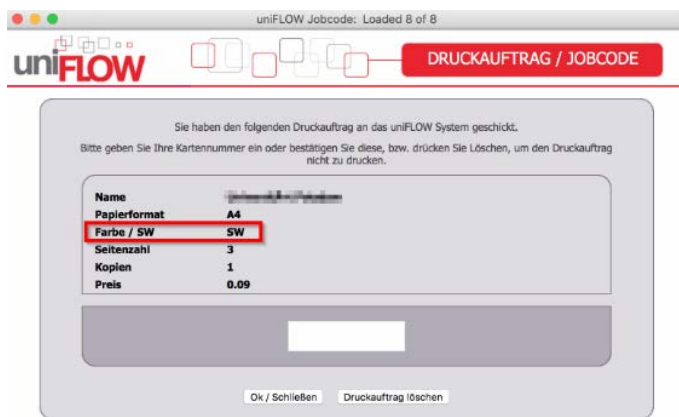 uniFLOW Jobcode: Loaded 8 of 8
uniFLOW
DRUCKAUFTRAG / JOBCODE
Sie haben den folgenden Druckauftrag an das uniFLOW System geschickt.
Bitte geben Sie Ihre Kartennummer ein oder bestätigen Sie diese, bzw. drücken Sie Löschen, um den Druckauftrag
nicht zu drucken.
Name
Papierformat A4
Farbe / SW SW
Seitenzahl 3
Kopien 1
Preis 0.09
Ok / Schließen Druckauftrag löschen